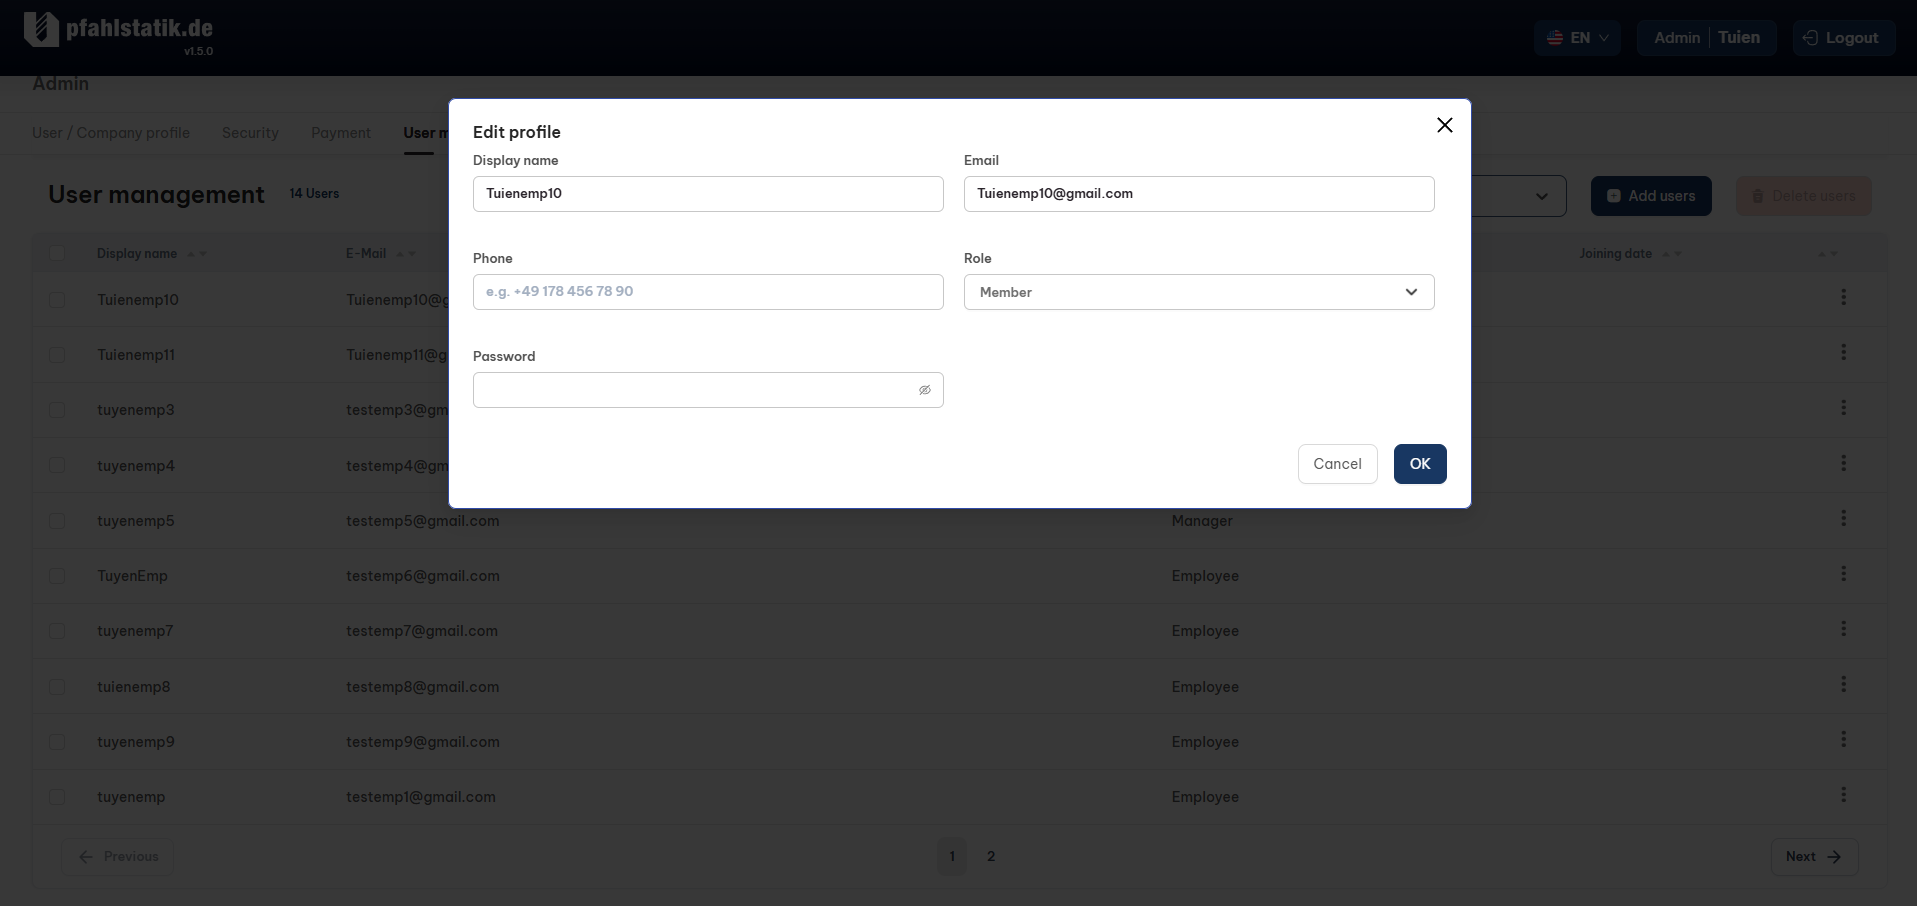 pfahlstatik.de
v1.5.0
EN
Admin | Tuien
Logout
Admin
User / Company profile
Security
Payment
User m
User management
14 Users
Add users
Delete users
Display name
E-Mail
Joining date
Tuienemp10 Tuienemp10@g
Tuienemp11 Tuienemp11@g
tuyenemp3 testemp3@gm
tuyenemp4 testemp4@gm
tuyenemp5 testemp5@gmail.com Manager
TuyenEmp testemp6@gmail.com Employee
tuyenemp7 testemp7@gmail.com Employee
tuienemp8 testemp8@gmail.com Employee
tuyenemp9 testemp9@gmail.com Employee
tuyenemp testemp1@gmail.com Employee
Previous
1 2
Next
Edit profile
Display name
Tuienemp10
Email
Tuienemp10@gmail.com
Phone
e.g. +49 178 456 78 90
Role
Member
Password
Cancel
OK